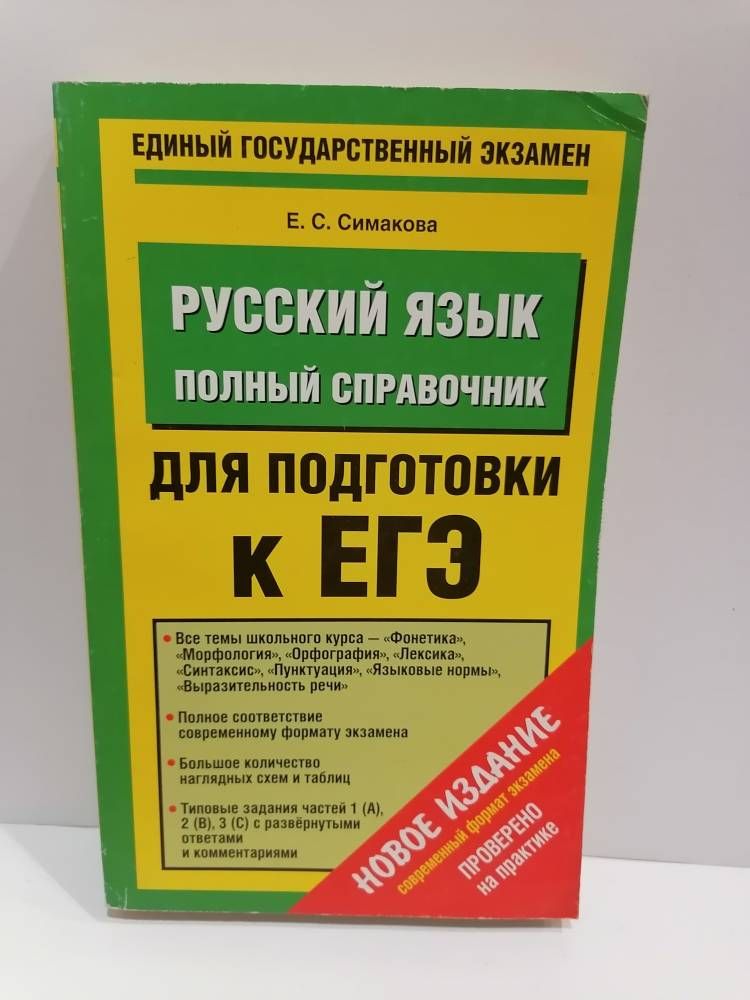 ЕДИНЫЙ ГОСУДАРСТВЕННЫЙ ЭКЗАМЕН
Е. С. Симакова
РУССКИЙ ЯЗЫК
ПОЛНЫЙ СПРАВОЧНИК
ДЛЯ ПОДГОТОВКИ
К ЕГЭ
• Все темы школьного курса — «Фонетика»,
«Морфология», «Орфография», «Лексика»,
«Синтаксис», «Пунктуация», «Языковые нормы»,
«Выразительность речи»
• Полное соответствие
современному формату экзамена
• Большое количество
наглядных схем и таблиц
• Типовые задания частей 1 (А),
2 (В), 3 (С) с развёрнутыми
ответами
и комментариями
НОВОЕ ИЗДАНИЕ
современный формат экзамена
ПРОВЕРЕНО
на практике